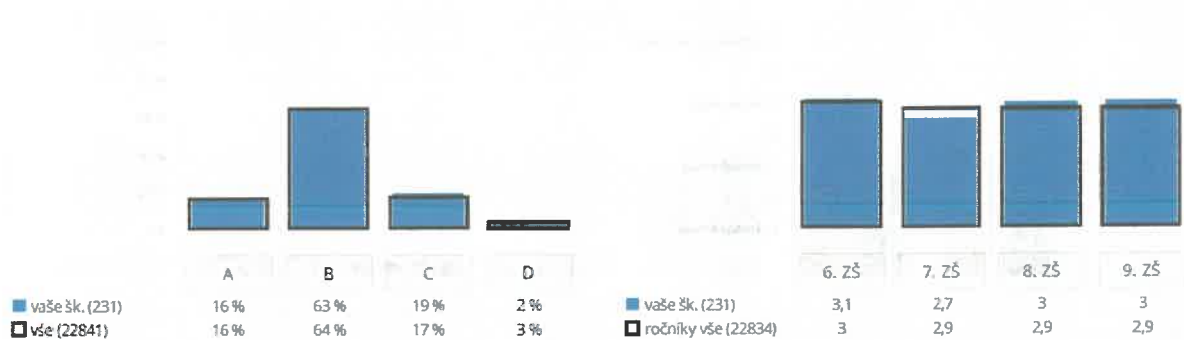 A B C D
vaše šk. (231) 16 % 63 % 19 % 2 %
vše (22841) 16 % 64 % 17 % 3 %
6. ZŠ 7. ZŠ 8. ZŠ 9. ZŠ
vaše šk. (231) 3,1 2,7 3 3
ročníky vše (22834) 3 2,9 2,9 2,9